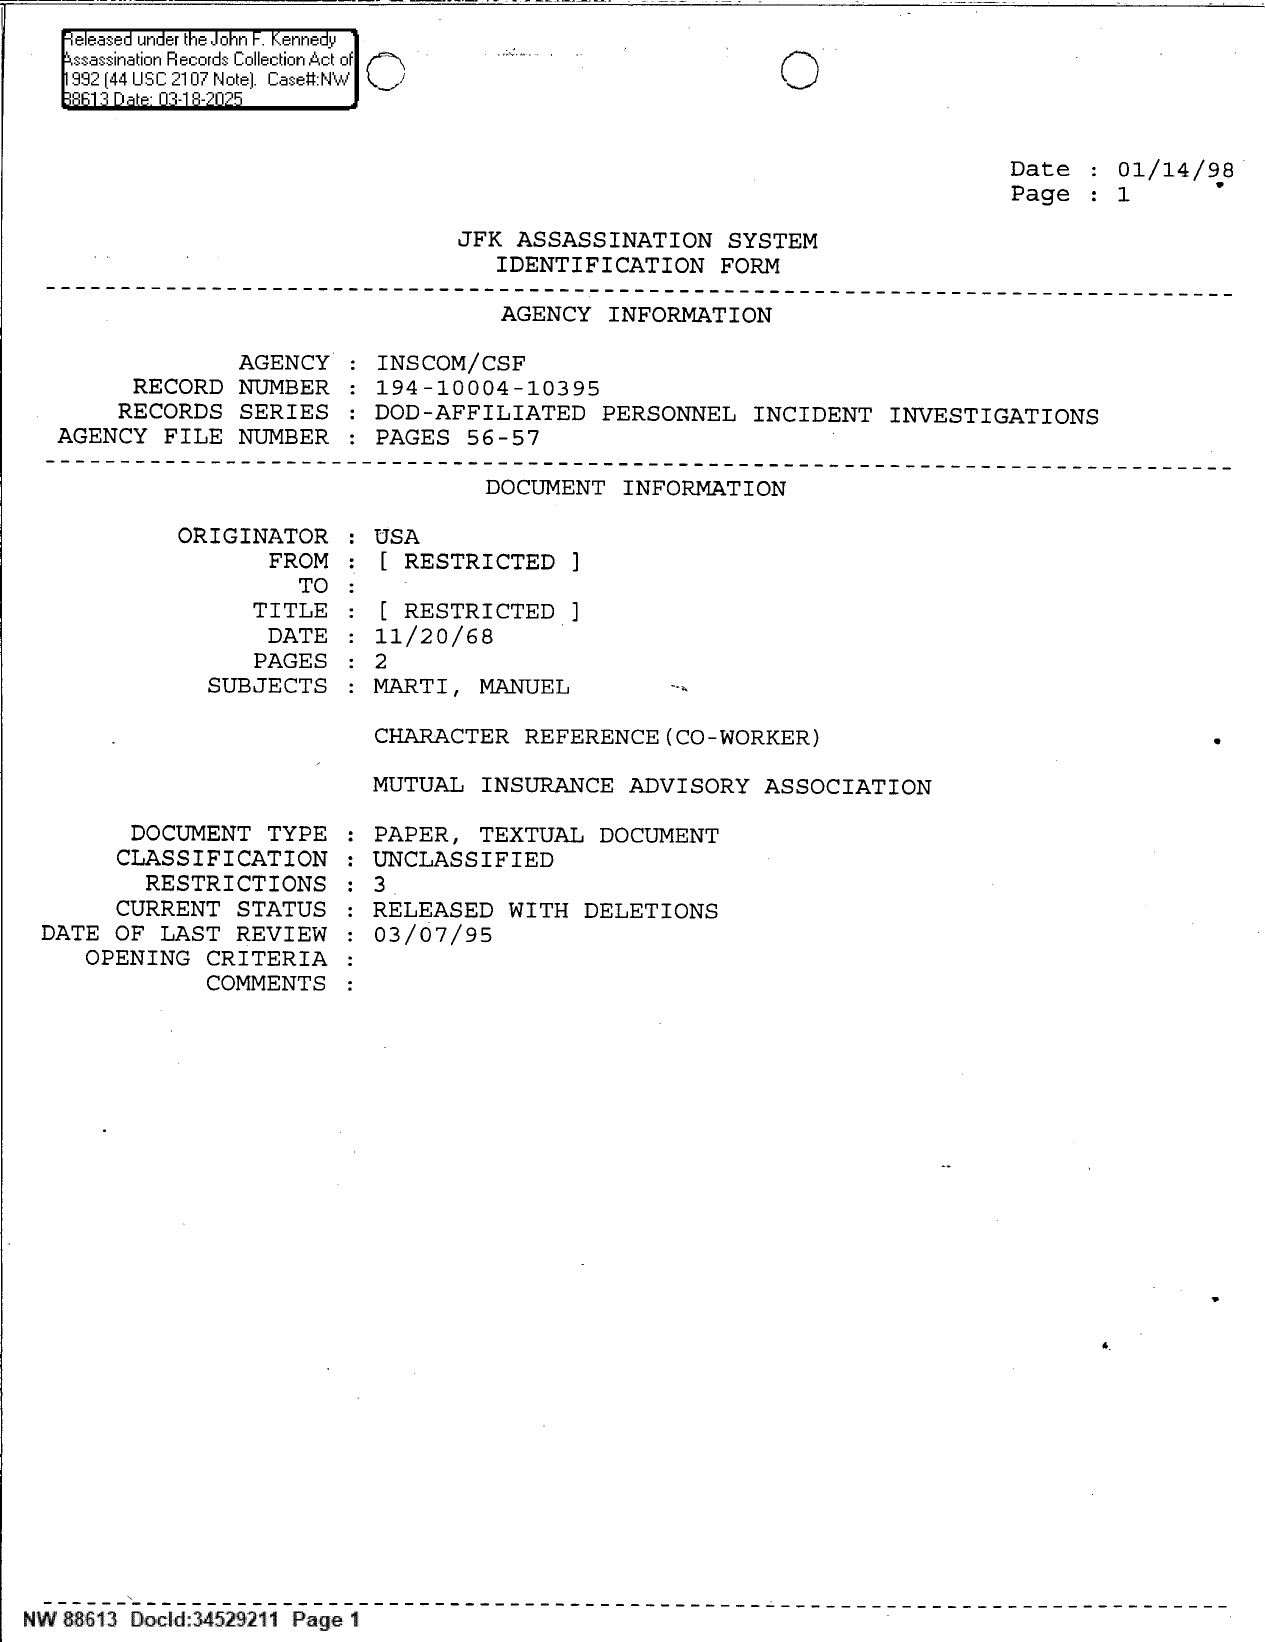 Released under the John F. Kennedy
Assassination Records Collection Act of
1992 (44 USC 2107 Note). Case#:NW
88613 Date: 03-18-2025
Date : 01/14/98
Page : 1
JFK ASSASSINATION SYSTEM
IDENTIFICATION FORM
AGENCY INFORMATION
AGENCY : INSCOM/CSF
RECORD NUMBER : 194-10004-10395
RECORDS SERIES : DOD-AFFILIATED PERSONNEL INCIDENT INVESTIGATIONS
AGENCY FILE NUMBER : PAGES 56-57
DOCUMENT INFORMATION
ORIGINATOR : USA
FROM : [ RESTRICTED ]
TO :
TITLE : [ RESTRICTED ]
DATE : 11/20/68
PAGES : 2
SUBJECTS : MARTI, MANUEL
CHARACTER REFERENCE(CO-WORKER)
MUTUAL INSURANCE ADVISORY ASSOCIATION
DOCUMENT TYPE : PAPER, TEXTUAL DOCUMENT
CLASSIFICATION : UNCLASSIFIED
RESTRICTIONS : 3
CURRENT STATUS : RELEASED WITH DELETIONS
DATE OF LAST REVIEW : 03/07/95
OPENING CRITERIA :
COMMENTS :
NW 88613 DocId:34529211 Page 1